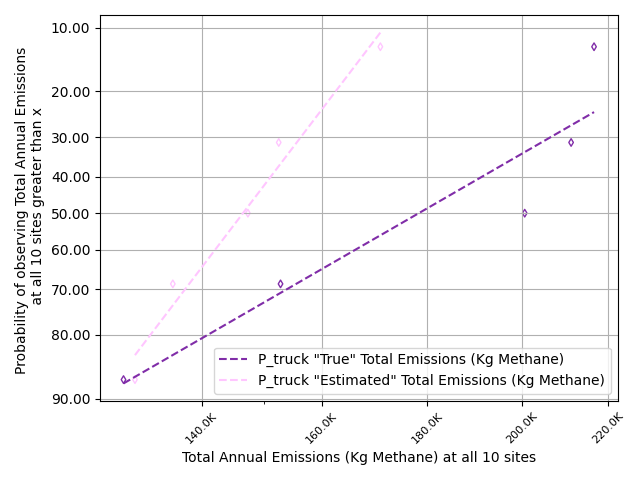 10.00
20.00
30.00
40.00
50.00
60.00
70.00
80.00
90.00
Probability of observing Total Annual Emissions
at all 10 sites greater than x
P_truck "True" Total Emissions (Kg Methane)
P_truck "Estimated" Total Emissions (Kg Methane)
140.0K
160.0K
180.0K
200.0K
220.0K
Total Annual Emissions (Kg Methane) at all 10 sites